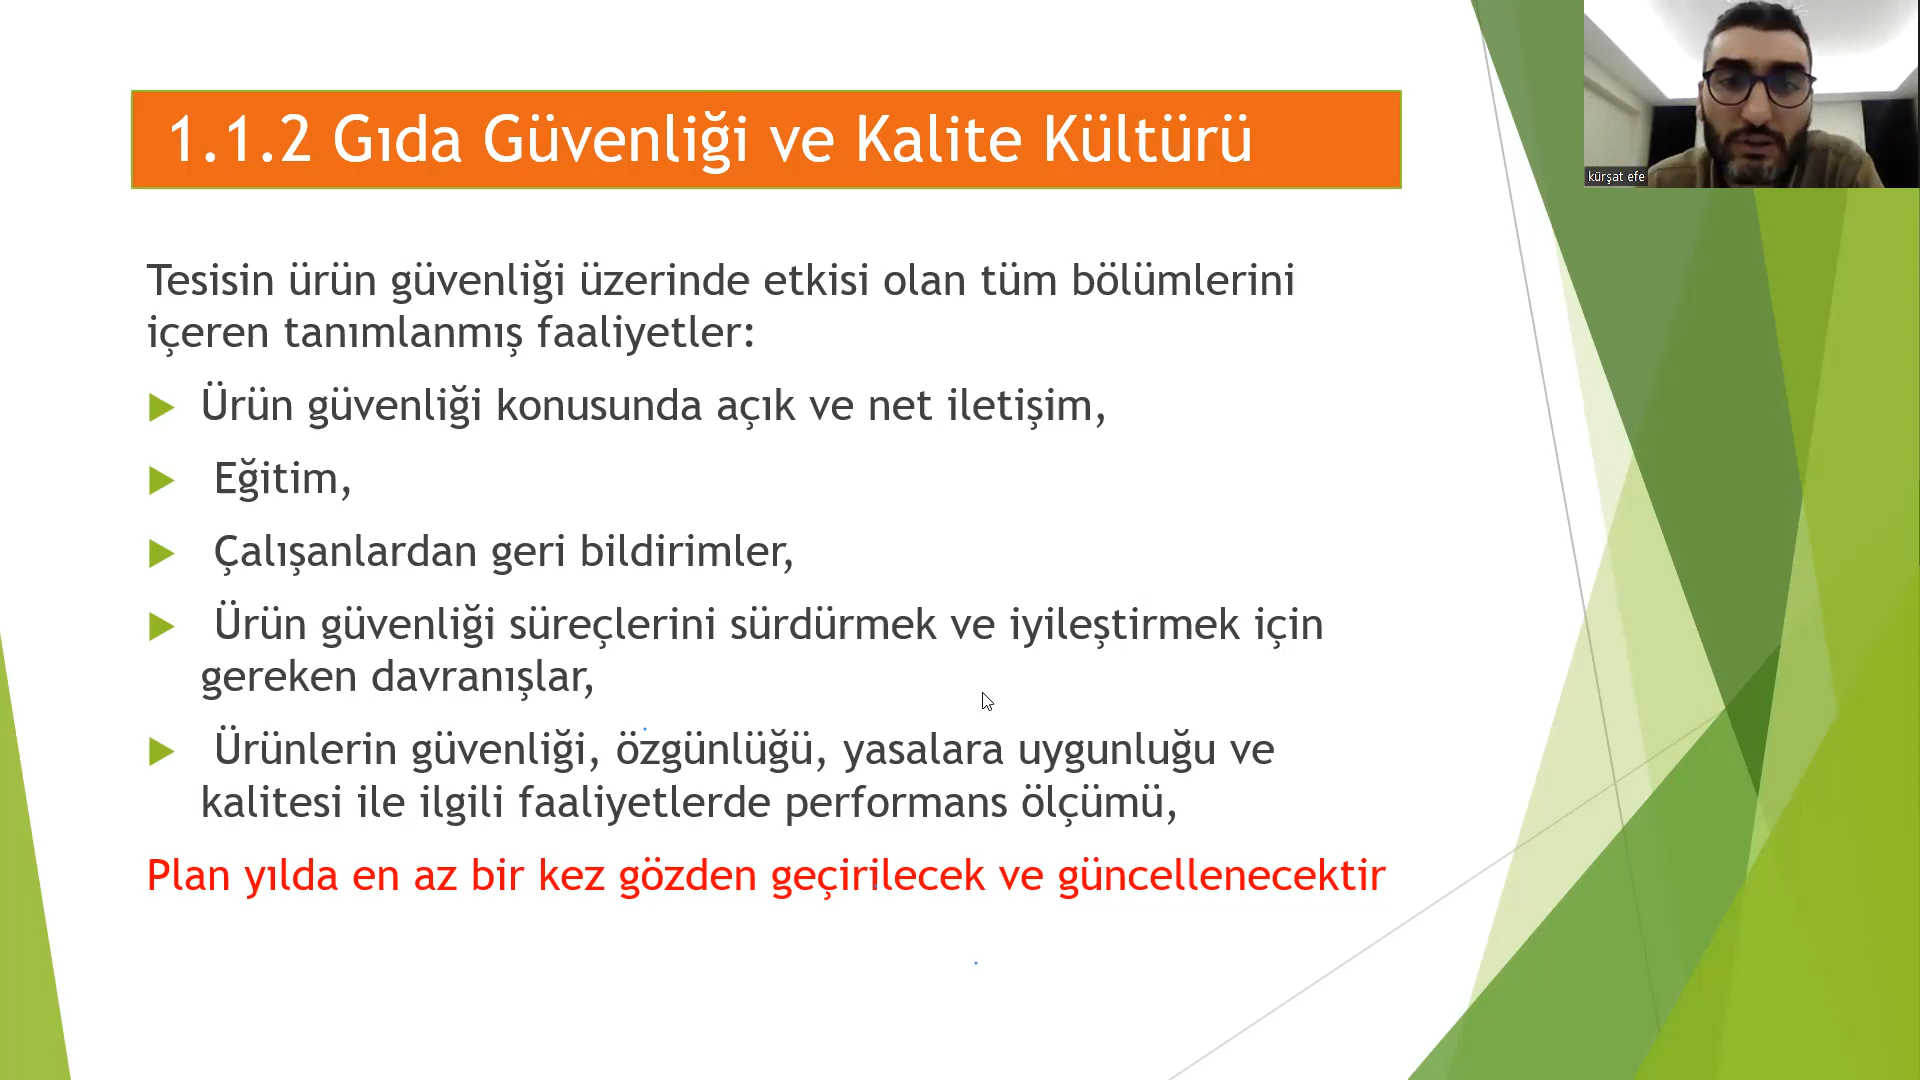 1.1.2 Gıda Güvenliği ve Kalite Kültürü
kürşat efe
Tesisin ürün güvenliği üzerinde etkisi olan tüm bölümlerini
içeren tanımlanmış faaliyetler:
Ürün güvenliği konusunda açık ve net iletişim,
Eğitim,
Çalışanlardan geri bildirimler,
Ürün güvenliği süreçlerini sürdürmek ve iyileştirmek için
gereken davranışlar,
Ürünlerin güvenliği, özgünlüğü, yasalara uygunluğu ve
kalitesi ile ilgili faaliyetlerde performans ölçümü,
Plan yılda en az bir kez gözden geçirilecek ve güncellenecektir